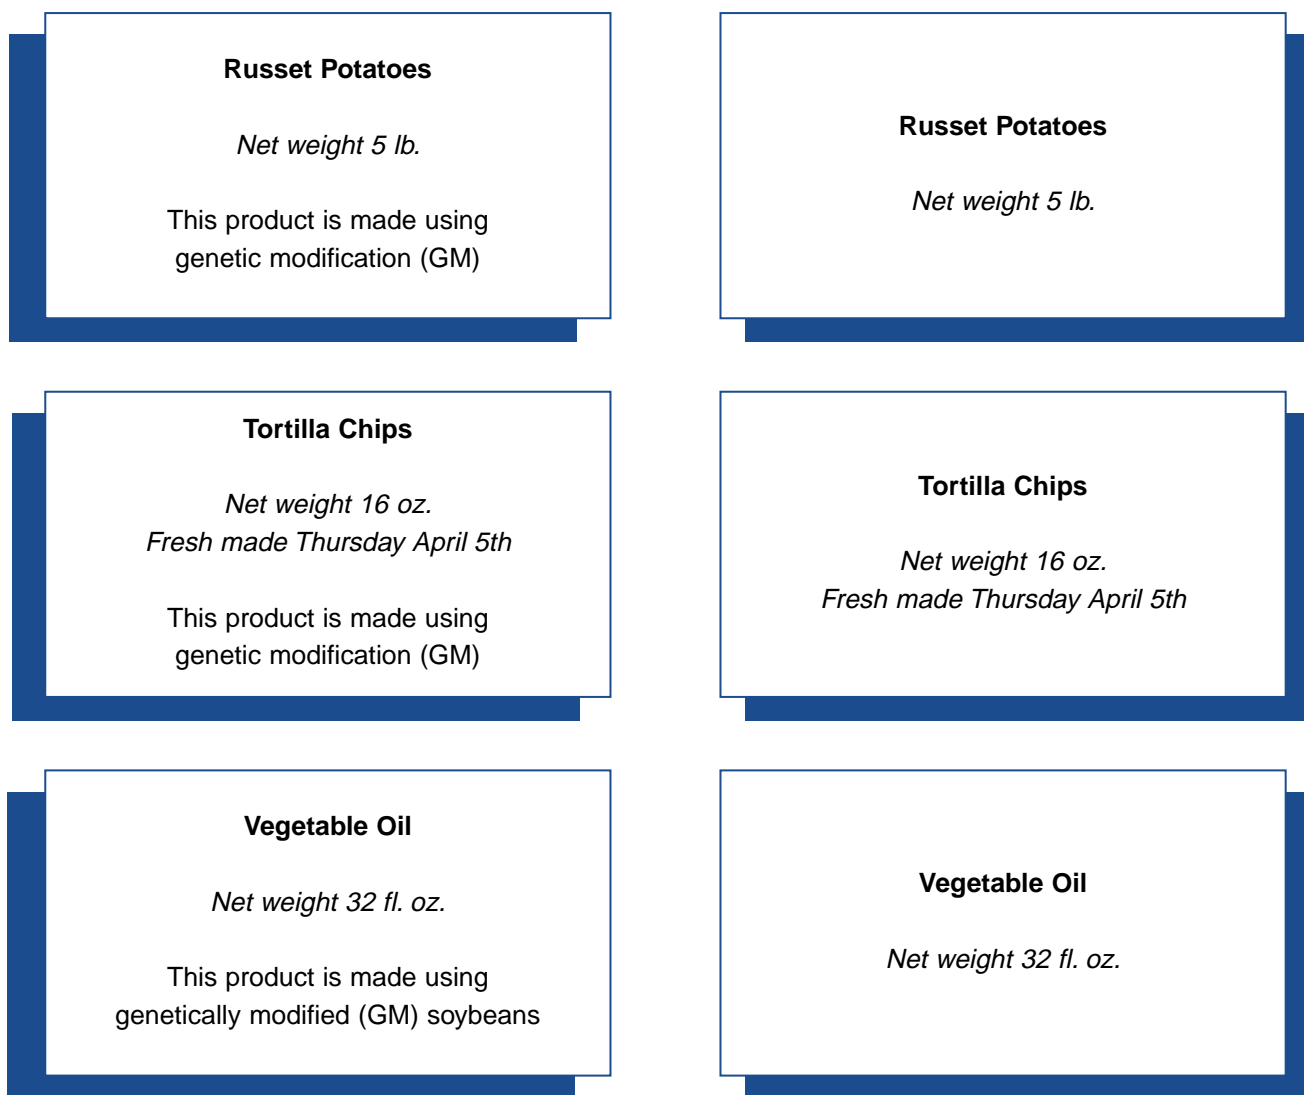 Russet Potatoes
Net weight 5 lb.
This product is made using
genetic modification (GM)
Russet Potatoes
Net weight 5 lb.
Tortilla Chips
Net weight 16 oz.
Fresh made Thursday April 5th
This product is made using
genetic modification (GM)
Tortilla Chips
Net weight 16 oz.
Fresh made Thursday April 5th
Vegetable Oil
Net weight 32 fl. oz.
This product is made using
genetically modified (GM) soybeans
Vegetable Oil
Net weight 32 fl. oz.